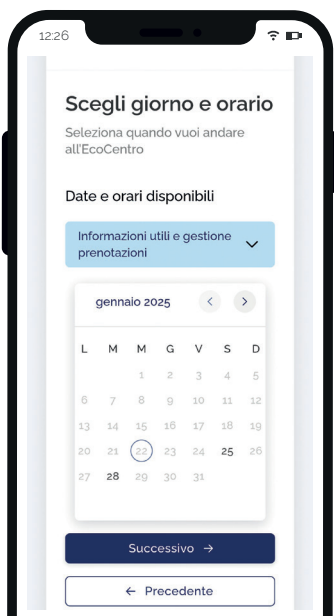 12:26
Scegli giorno e orario
Seleziona quando vuoi andare
all'EcoCentro
Date e orari disponibili
Informazioni utili e gestione
prenotazioni
gennaio 2025
L M M G V S D
1 2 3 4 5
6 7 8 9 10 11 12
13 14 15 16 17 18 19
20 21 22 23 24 25 26
27 28 29 30 31
Successivo →
← Precedente